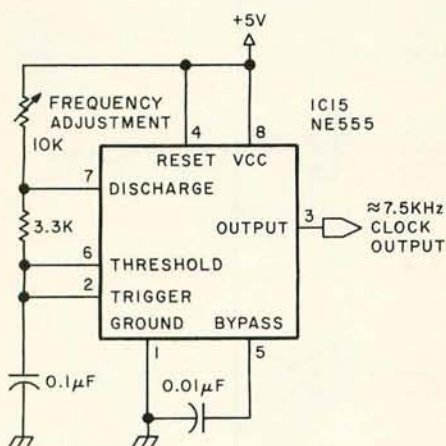 +5V
FREQUENCY
ADJUSTMENT
10K
IC15
NE555
4
8
RESET
VCC
7
DISCHARGE
3.3K
OUTPUT
3
≈7.5KHz
CLOCK
OUTPUT
6
THRESHOLD
2
TRIGGER
GROUND
BYPASS
1
5
0.1µF
0.01µF